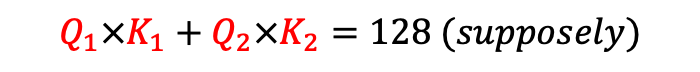 Q₁×K₁ + Q₂×K₂ = 128 (supposely)